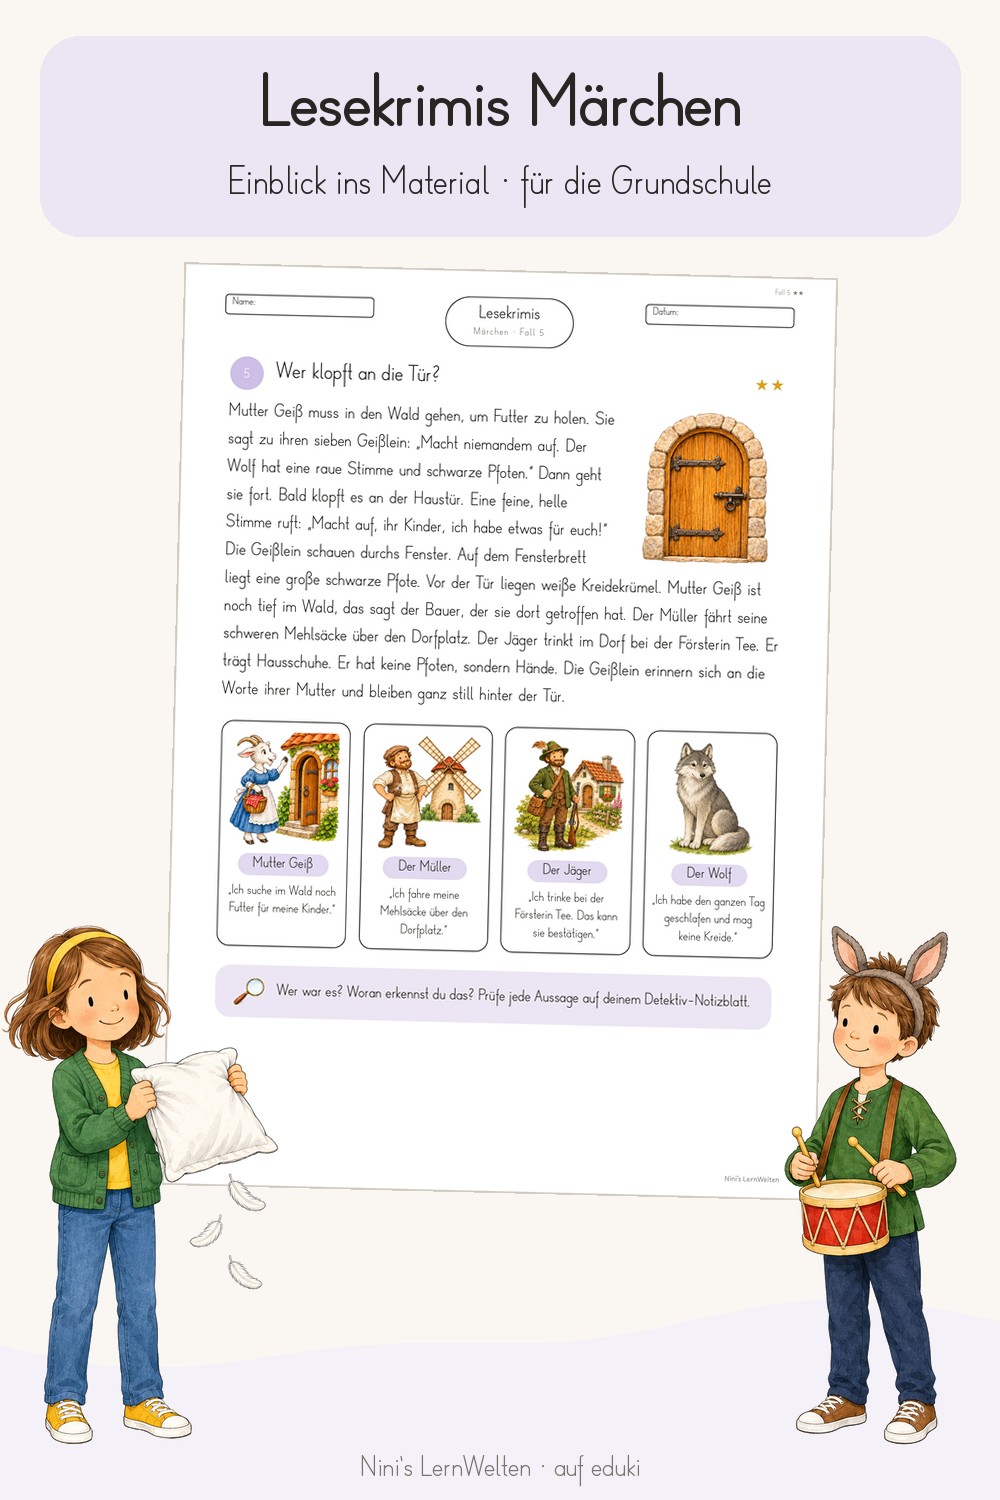 Lesekrimis Märchen
Einblick ins Material · für die Grundschule
Fall 5 ★★
Name:
Lesekrimis
Märchen · Fall 5
Datum:
5
Wer klopft an die Tür?
★★
Mutter Geiß muss in den Wald gehen, um Futter zu holen. Sie
sagt zu ihren sieben Geißlein: „Macht niemandem auf. Der
Wolf hat eine raue Stimme und schwarze Pfoten." Dann geht
sie fort. Bald klopft es an der Haustür. Eine feine, helle
Stimme ruft: „Macht auf, ihr Kinder, ich habe etwas für euch!"
Die Geißlein schauen durchs Fenster. Auf dem Fensterbrett
liegt eine große schwarze Pfote. Vor der Tür liegen weiße Kreidekrümel. Mutter Geiß ist
noch tief im Wald, das sagt der Bauer, der sie dort getroffen hat. Der Müller fährt seine
schweren Mehlsäcke über den Dorfplatz. Der Jäger trinkt im Dorf bei der Försterin Tee. Er
trägt Hausschuhe. Er hat keine Pfoten, sondern Hände. Die Geißlein erinnern sich an die
Worte ihrer Mutter und bleiben ganz still hinter der Tür.
Mutter Geiß
„Ich suche im Wald noch
Futter für meine Kinder."
Der Müller
„Ich fahre meine
Mehlsäcke über den
Dorfplatz."
Der Jäger
„Ich trinke bei der
Försterin Tee. Das kann
sie bestätigen."
Der Wolf
„Ich habe den ganzen Tag
geschlafen und mag
keine Kreide."
Wer war es? Woran erkennst du das? Prüfe jede Aussage auf deinem Detektiv-Notizblatt.
Nini's LernWelten
Nini's LernWelten · auf eduki